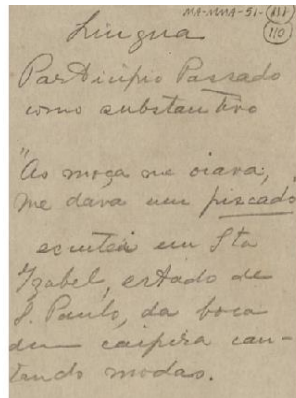 MA-MMA-51-111
110
Lingua
Participio Passado
como substantivo
"As moça me oiava,
me dava um piscado
escutei em Sta
Izabel, estado de
S. Paulo, da boca
dum caipira can-
tando modas.